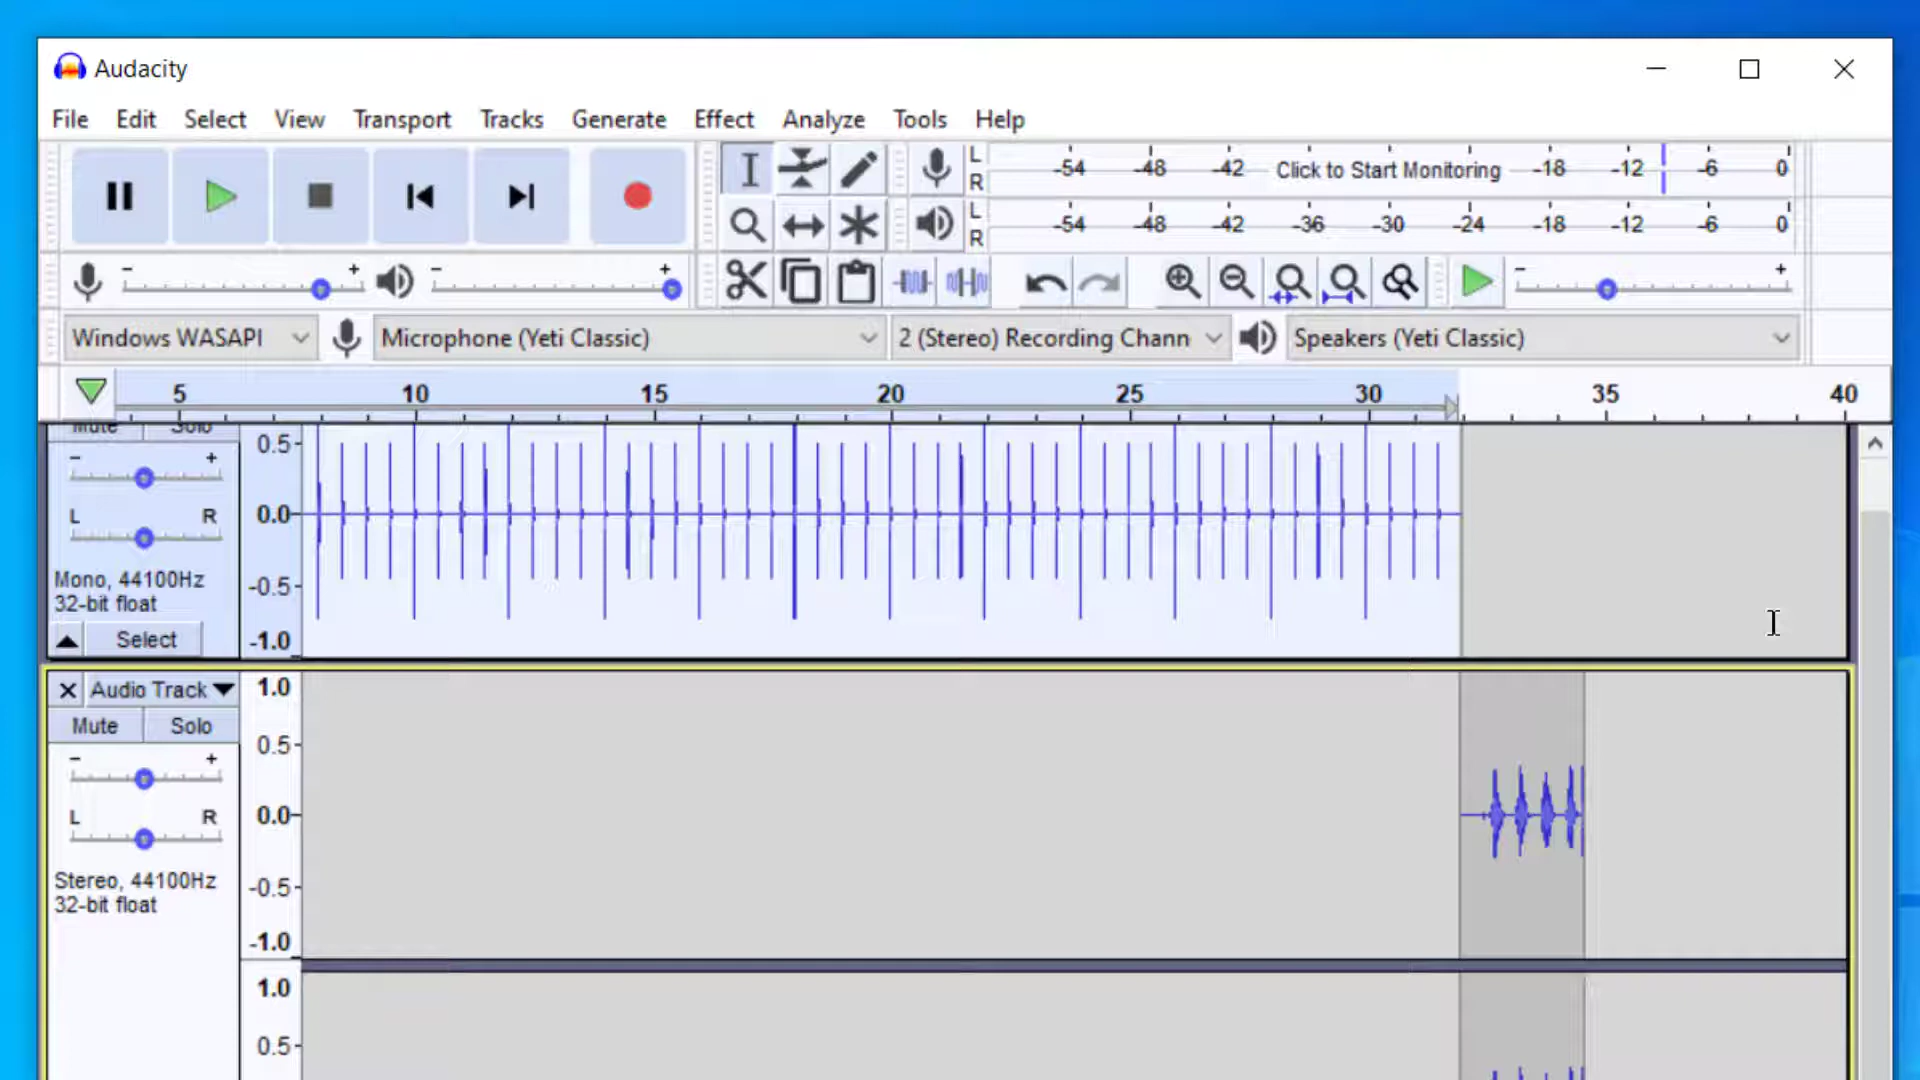 Audacity
File Edit Select View Transport Tracks Generate Effect Analyze Tools Help
L
R
-54 -48 -42 Click to Start Monitoring -18 -12 -6 0
L
R
-54 -48 -42 -36 -30 -24 -18 -12 -6 0
- + - + - +
Windows WASAPI Microphone (Yeti Classic) 2 (Stereo) Recording Chann Speakers (Yeti Classic)
5 10 15 20 25 30 35 40
Mute Solo
- +
L R
Mono, 44100Hz
32-bit float
Select
0.5
0.0
-0.5
-1.0
Audio Track
Mute Solo
- +
L R
Stereo, 44100Hz
32-bit float
1.0
0.5
0.0
-0.5
-1.0
1.0
0.5